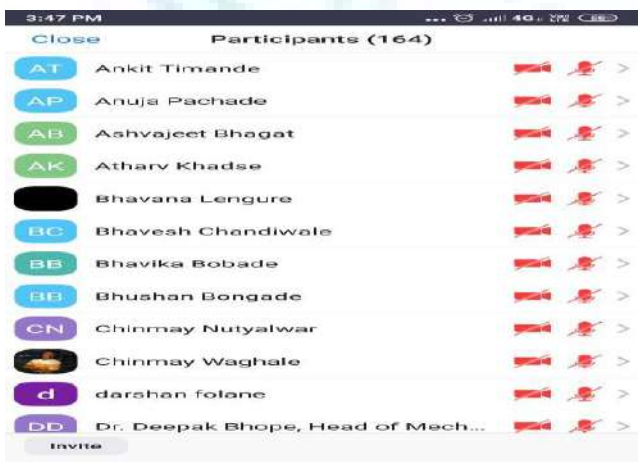 3:47 PM ... 4G
Close Participants (164)
AT Ankit Timande
AP Anuja Pachade
AB Ashvajeet Bhagat
AK Atharv Khadse
Bhavana Lengure
BC Bhavesh Chandiwale
BB Bhavika Bobade
BB Bhushan Bongade
CN Chinmay Nutyalwar
Chinmay Waghale
d darshan folane
DD Dr. Deepak Bhope, Head of Mech...
Invite